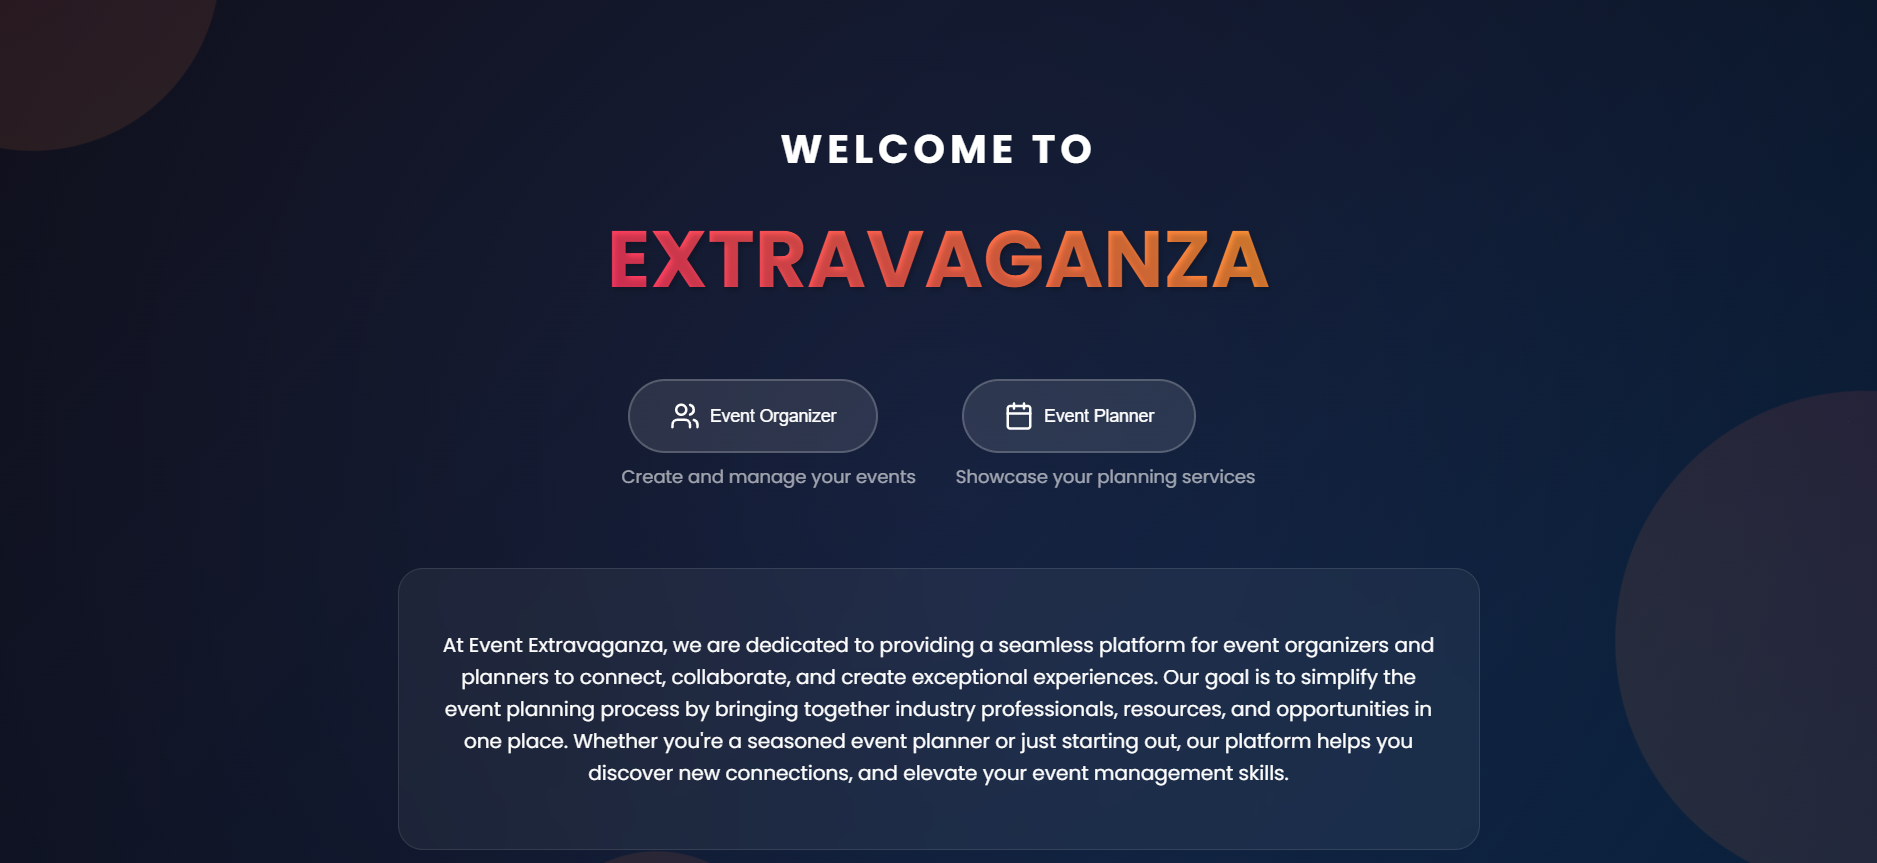 WELCOME TO
EXTRAVAGANZA
Event Organizer
Event Planner
Create and manage your events
Showcase your planning services
At Event Extravaganza, we are dedicated to providing a seamless platform for event organizers and
planners to connect, collaborate, and create exceptional experiences. Our goal is to simplify the
event planning process by bringing together industry professionals, resources, and opportunities in
one place. Whether you're a seasoned event planner or just starting out, our platform helps you
discover new connections, and elevate your event management skills.